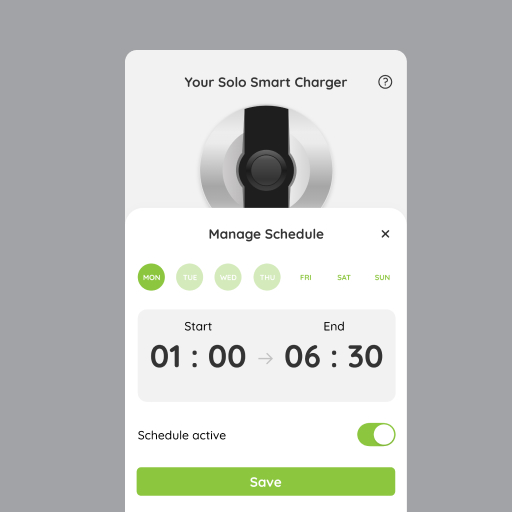 Your Solo Smart Charger ?
Manage Schedule ×
MON TUE WED THU FRI SAT SUN
Start End
01 : 00 → 06 : 30
Schedule active
Save